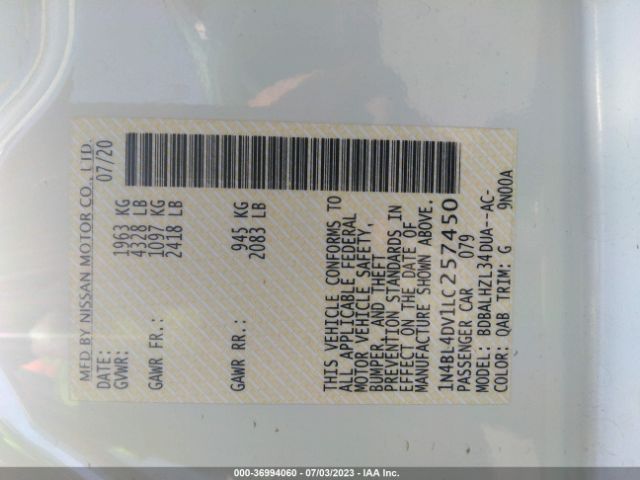 MFD BY NISSAN MOTOR CO., LTD.
DATE: 07/20
GVWR: 1963 KG
4328 LB
GAWR FR.: 1097 KG
2418 LB
GAWR RR.: 945 KG
2083 LB
THIS VEHICLE CONFORMS TO
ALL APPLICABLE FEDERAL
MOTOR VEHICLE SAFETY,
BUMPER, AND THEFT
PREVENTION STANDARDS IN
EFFECT ON THE DATE OF
MANUFACTURE SHOWN ABOVE.
1N4BL4DV1LC257450
PASSENGER CAR 079
MODEL: BDBALHZL34DUA--AC-
COLOR: QAB TRIM: G 9N00A
000-36994060 - 07/03/2023 - IAA Inc.